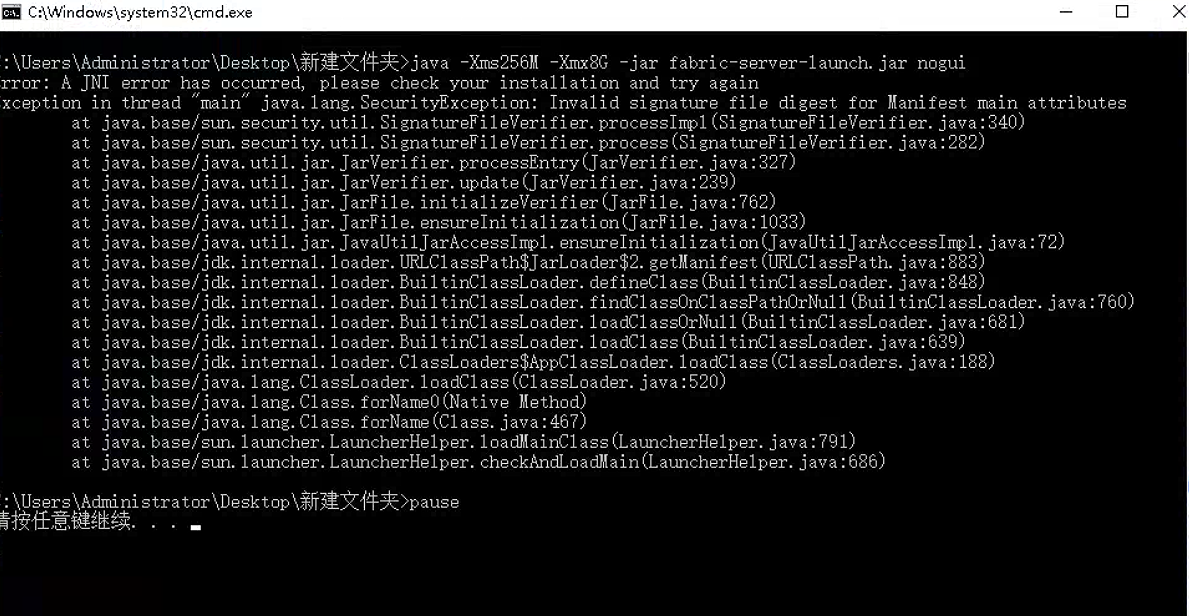 C:\Windows\system32\cmd.exe
:\Users\Administrator\Desktop\新建文件夹>java -Xms256M -Xmx8G -jar fabric-server-launch.jar nogui
rror: A JNI error has occurred, please check your installation and try again
xception in thread "main" java.lang.SecurityException: Invalid signature file digest for Manifest main attributes
at java.base/sun.security.util.SignatureFileVerifier.processImpl(SignatureFileVerifier.java:340)
at java.base/sun.security.util.SignatureFileVerifier.process(SignatureFileVerifier.java:282)
at java.base/java.util.jar.JarVerifier.processEntry(JarVerifier.java:327)
at java.base/java.util.jar.JarVerifier.update(JarVerifier.java:239)
at java.base/java.util.jar.JarFile.initializeVerifier(JarFile.java:762)
at java.base/java.util.jar.JarFile.ensureInitialization(JarFile.java:1033)
at java.base/java.util.jar.JavaUtilJarAccessImpl.ensureInitialization(JavaUtilJarAccessImpl.java:72)
at java.base/jdk.internal.loader.URLClassPath$JarLoader$2.getManifest(URLClassPath.java:883)
at java.base/jdk.internal.loader.BuiltinClassLoader.defineClass(BuiltinClassLoader.java:848)
at java.base/jdk.internal.loader.BuiltinClassLoader.findClassOnClassPathOrNull(BuiltinClassLoader.java:760)
at java.base/jdk.internal.loader.BuiltinClassLoader.loadClassOrNull(BuiltinClassLoader.java:681)
at java.base/jdk.internal.loader.BuiltinClassLoader.loadClass(BuiltinClassLoader.java:639)
at java.base/jdk.internal.loader.ClassLoaders$AppClassLoader.loadClass(ClassLoaders.java:188)
at java.base/java.lang.ClassLoader.loadClass(ClassLoader.java:520)
at java.base/java.lang.Class.forName0(Native Method)
at java.base/java.lang.Class.forName(Class.java:467)
at java.base/sun.launcher.LauncherHelper.loadMainClass(LauncherHelper.java:791)
at java.base/sun.launcher.LauncherHelper.checkAndLoadMain(LauncherHelper.java:686)
:\Users\Administrator\Desktop\新建文件夹>pause
请按任意键继续. . .